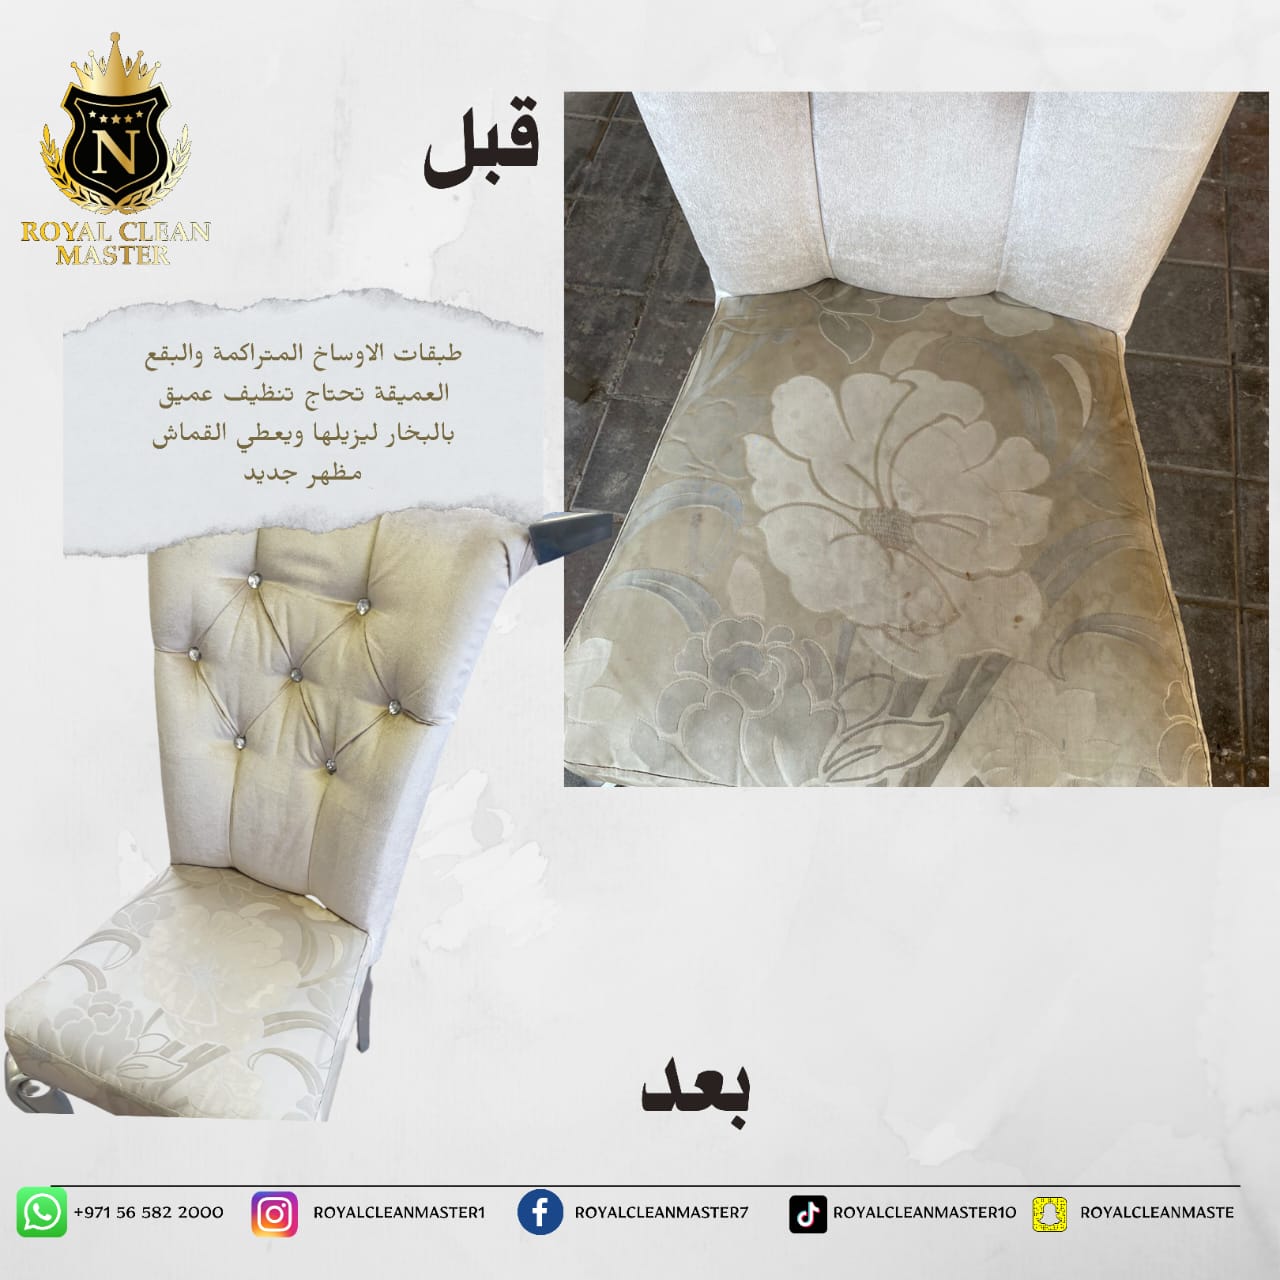 N
ROYAL CLEAN
MASTER
قبل
طبقات الاوساخ المتراكمة والبقع
العميقة تحتاج تنظيف عميق
بالبخار ليزيلها ويعطي القماش
مظهر جديد
بعد
+971 56 582 2000 ROYALCLEANMASTER1 ROYALCLEANMASTER7 ROYALCLEANMASTER10 ROYALCLEANMASTE